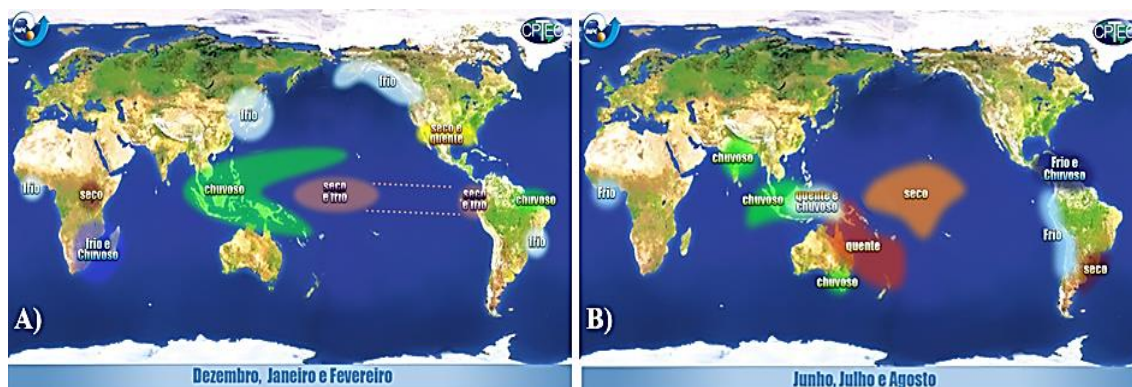 CPTEC
frio
frio
seco e
quente
frio
seco
chuvoso
seco
e frio
seco
e frio
chuvoso
frio
Frio e
Chuvoso
A)
Dezembro, Janeiro e Fevereiro
CPTEC
chuvoso
Frio e
Chuvoso
frio
chuvoso
quente e
chuvoso
seco
Frio
quente
seco
chuvoso
B)
Junho, Julho e Agosto